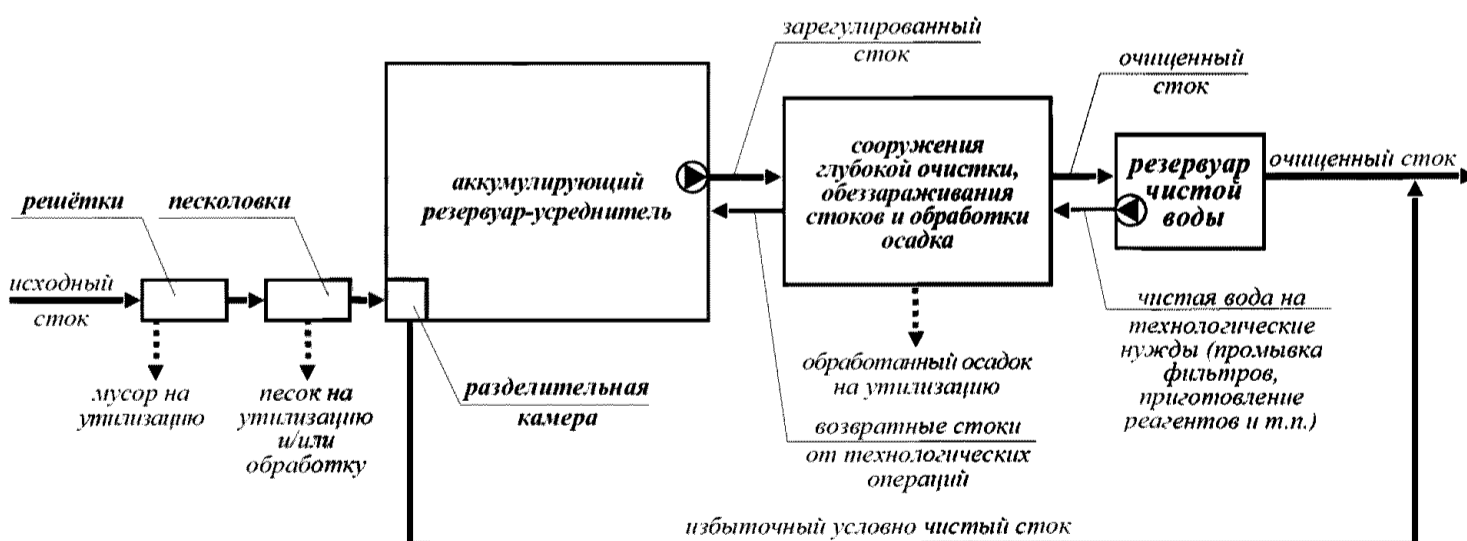 зарегулированный
сток
очищенный
сток
аккумулирующий
резервуар-усреднитель
сооружения
глубокой очистки,
обеззараживания
стоков и обработки
осадка
резервуар
чистой
воды
очищенный сток
решётки
песколовки
исходный
сток
мусор на
утилизацию
песок на
утилизацию
и/или
обработку
разделительная
камера
обработанный осадок
на утилизацию
возвратные стоки
от технологических
операций
чистая вода на
технологические
нужды (промывка
фильтров,
приготовление
реагентов и т.п.)
избыточный условно чистый сток